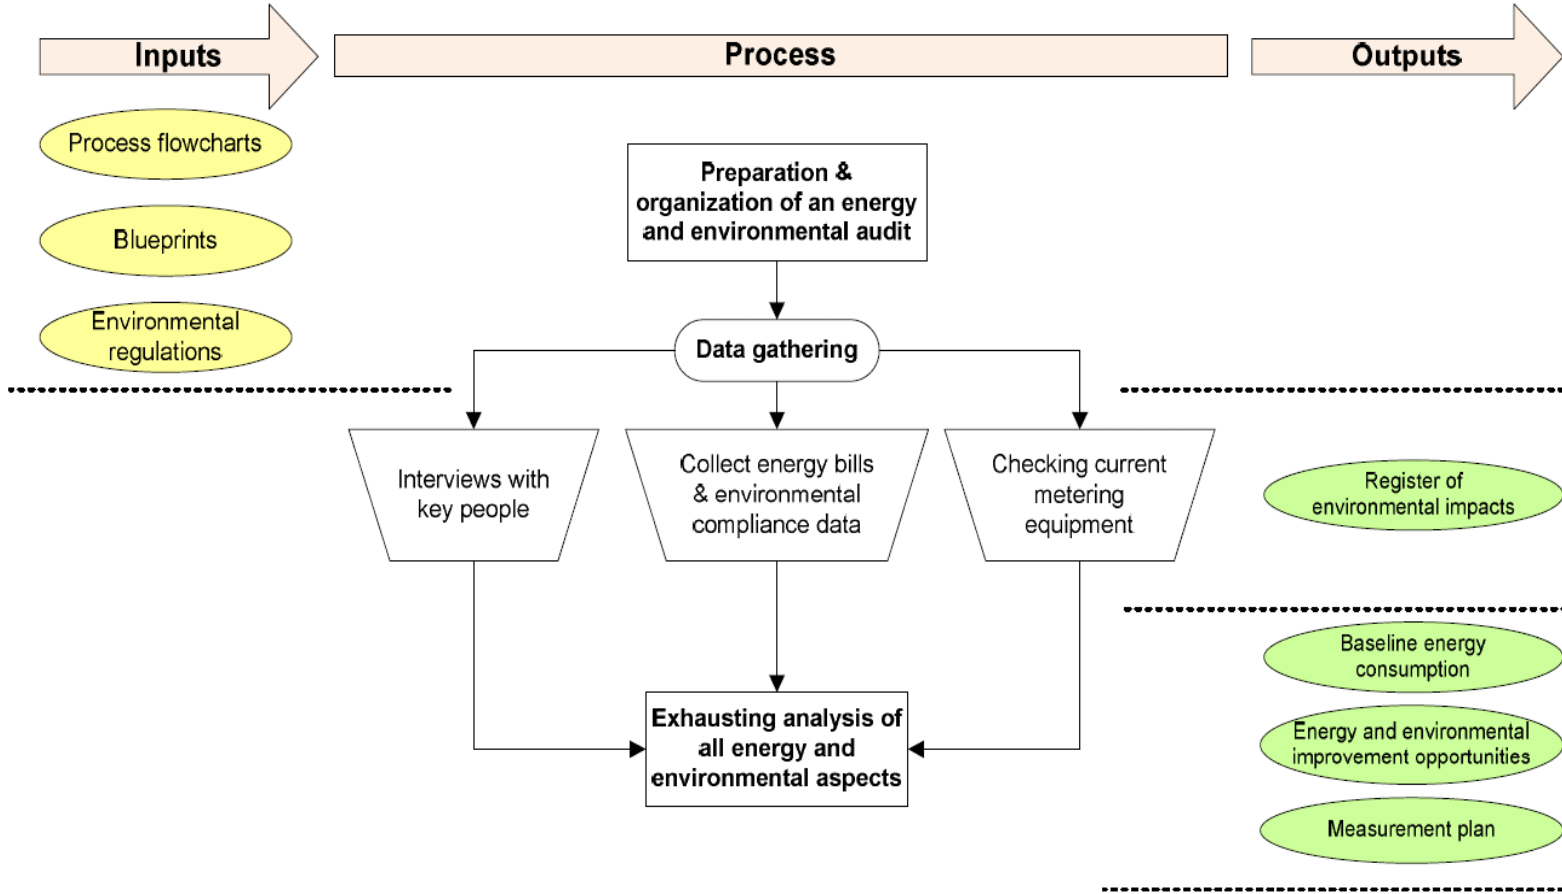 Inputs
Process
Outputs
Process flowcharts
Blueprints
Environmental
regulations
Preparation &
organization of an energy
and environmental audit
Data gathering
Interviews with
key people
Collect energy bills
& environmental
compliance data
Checking current
metering
equipment
Exhausting analysis of
all energy and
environmental aspects
Register of
environmental impacts
Baseline energy
consumption
Energy and environmental
improvement opportunities
Measurement plan